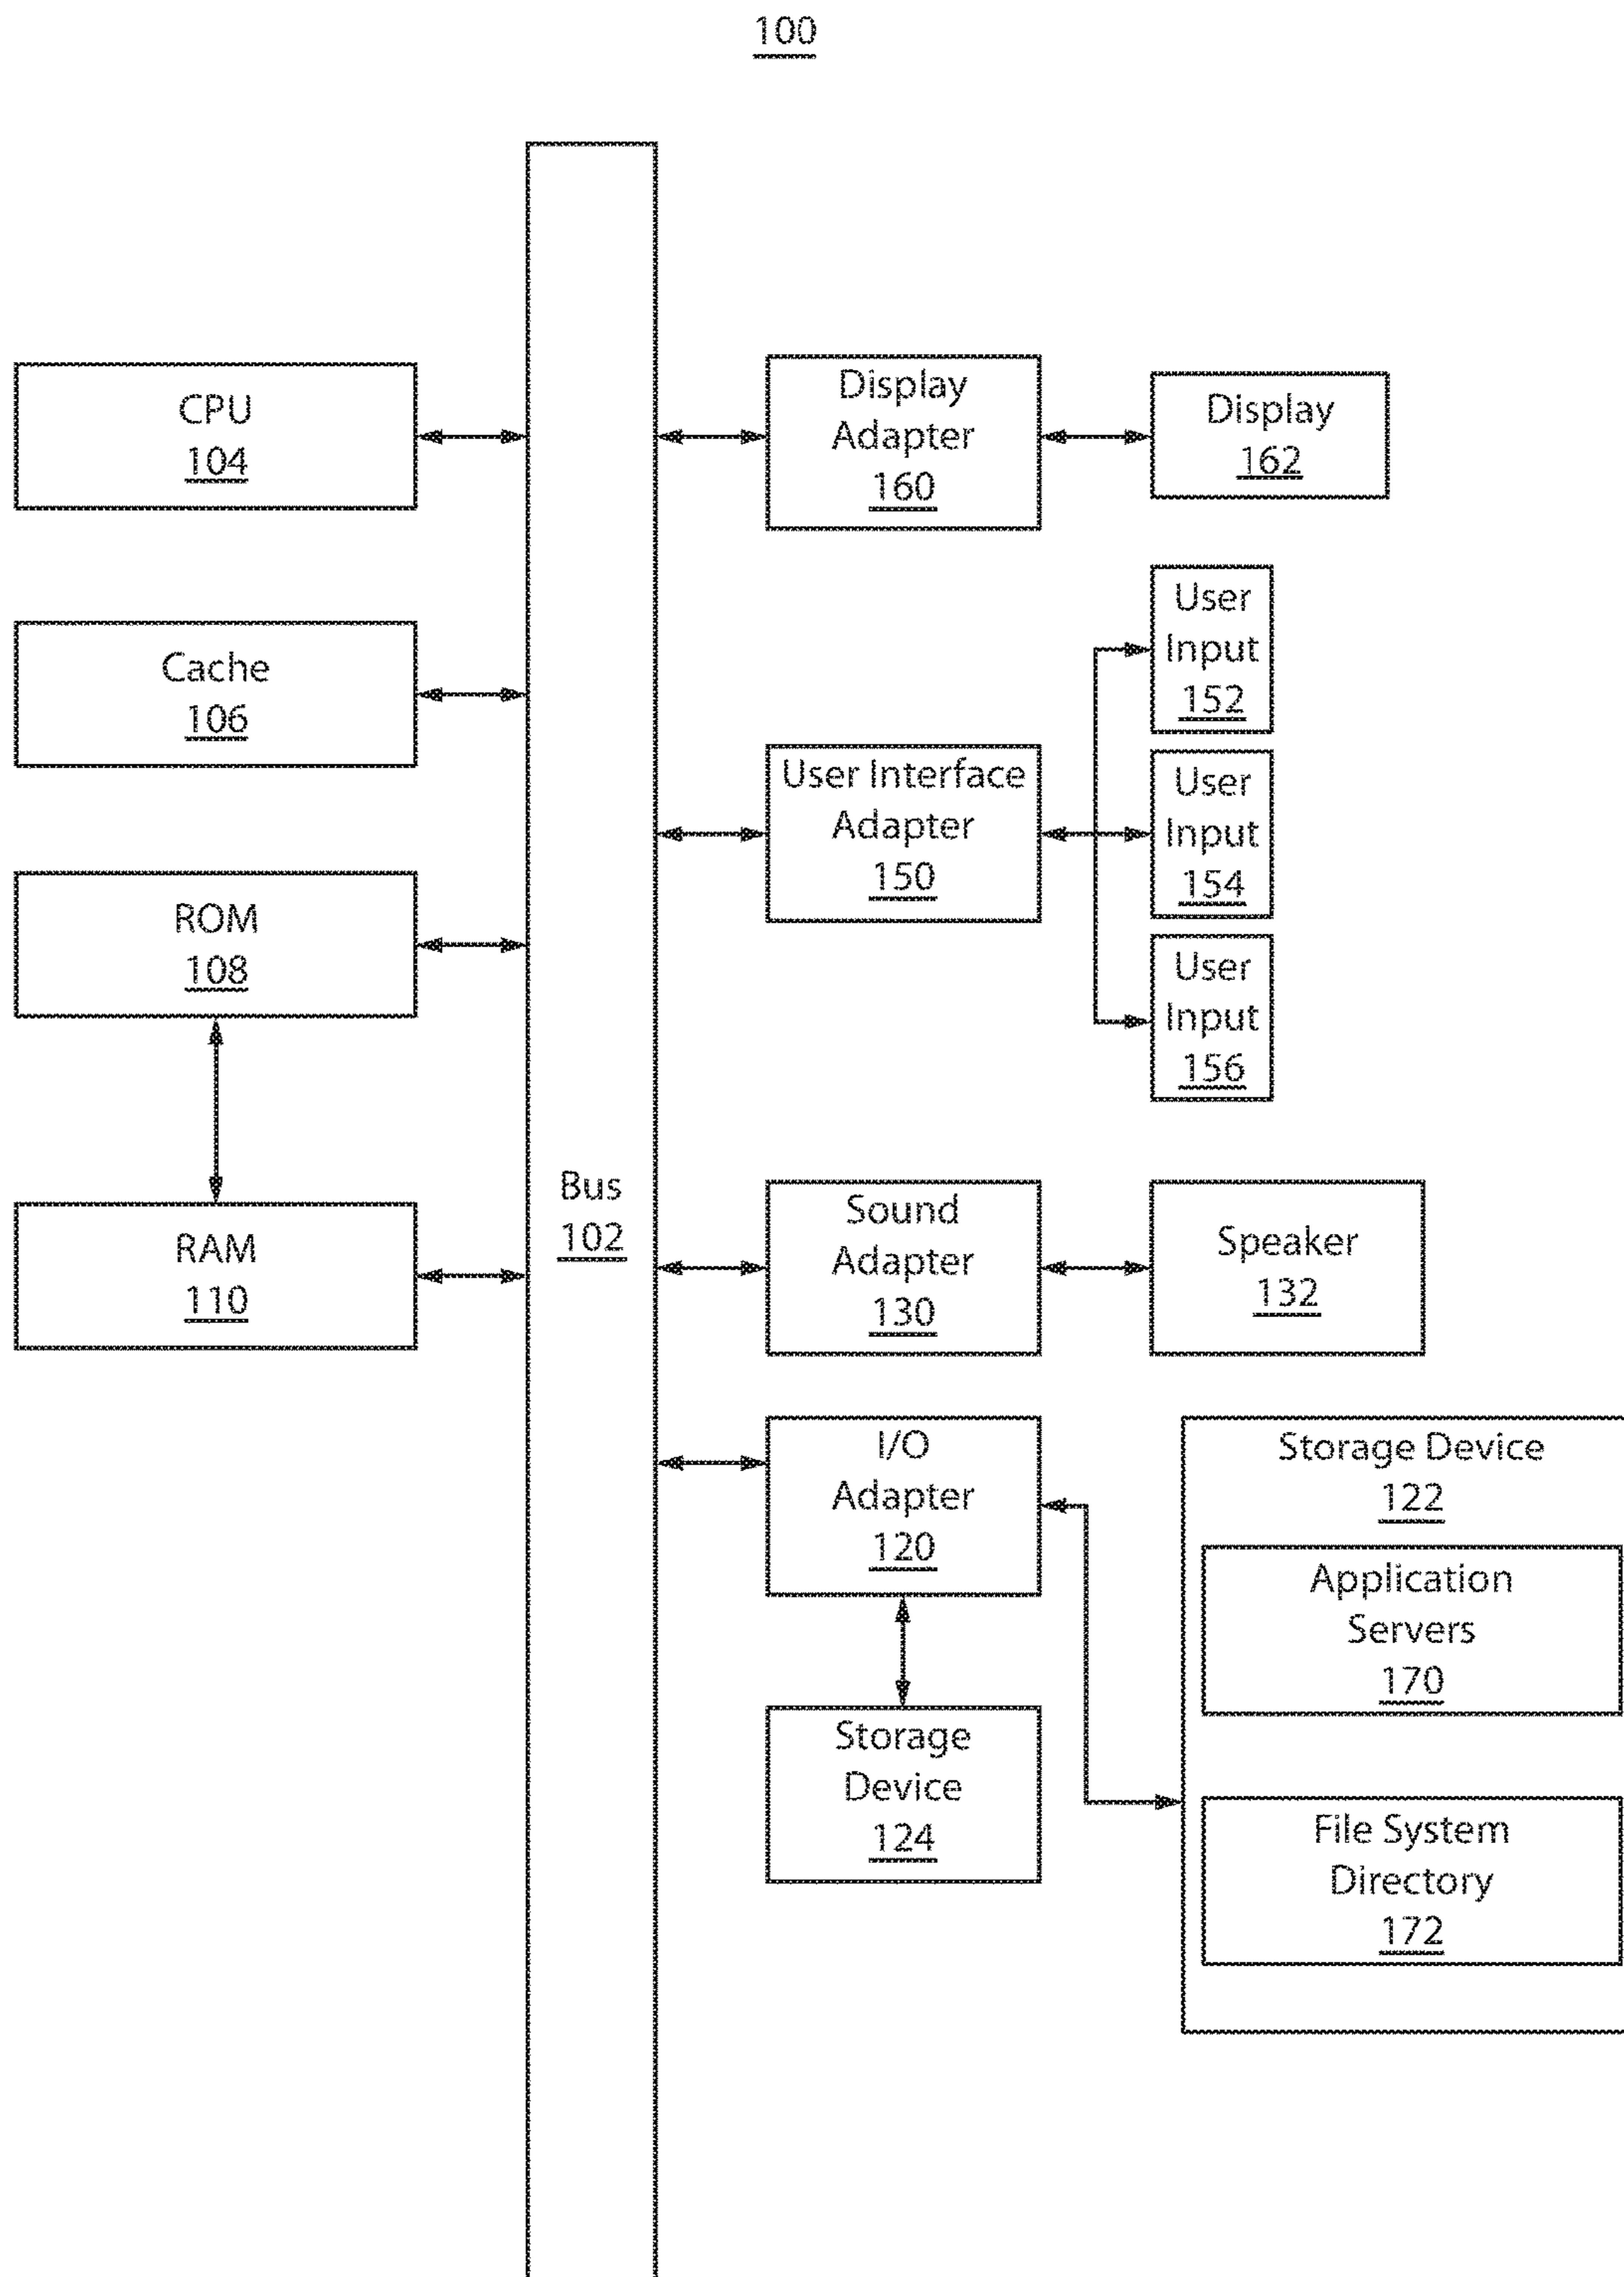 100
CPU
104
Cache
106
ROM
108
RAM
110
Bus
102
Display
Adapter
160
Display
162
User Interface
Adapter
150
User
Input
152
User
Input
154
User
Input
156
Sound
Adapter
130
Speaker
132
I/O
Adapter
120
Storage
Device
124
Storage Device
122
Application
Servers
170
File System
Directory
172